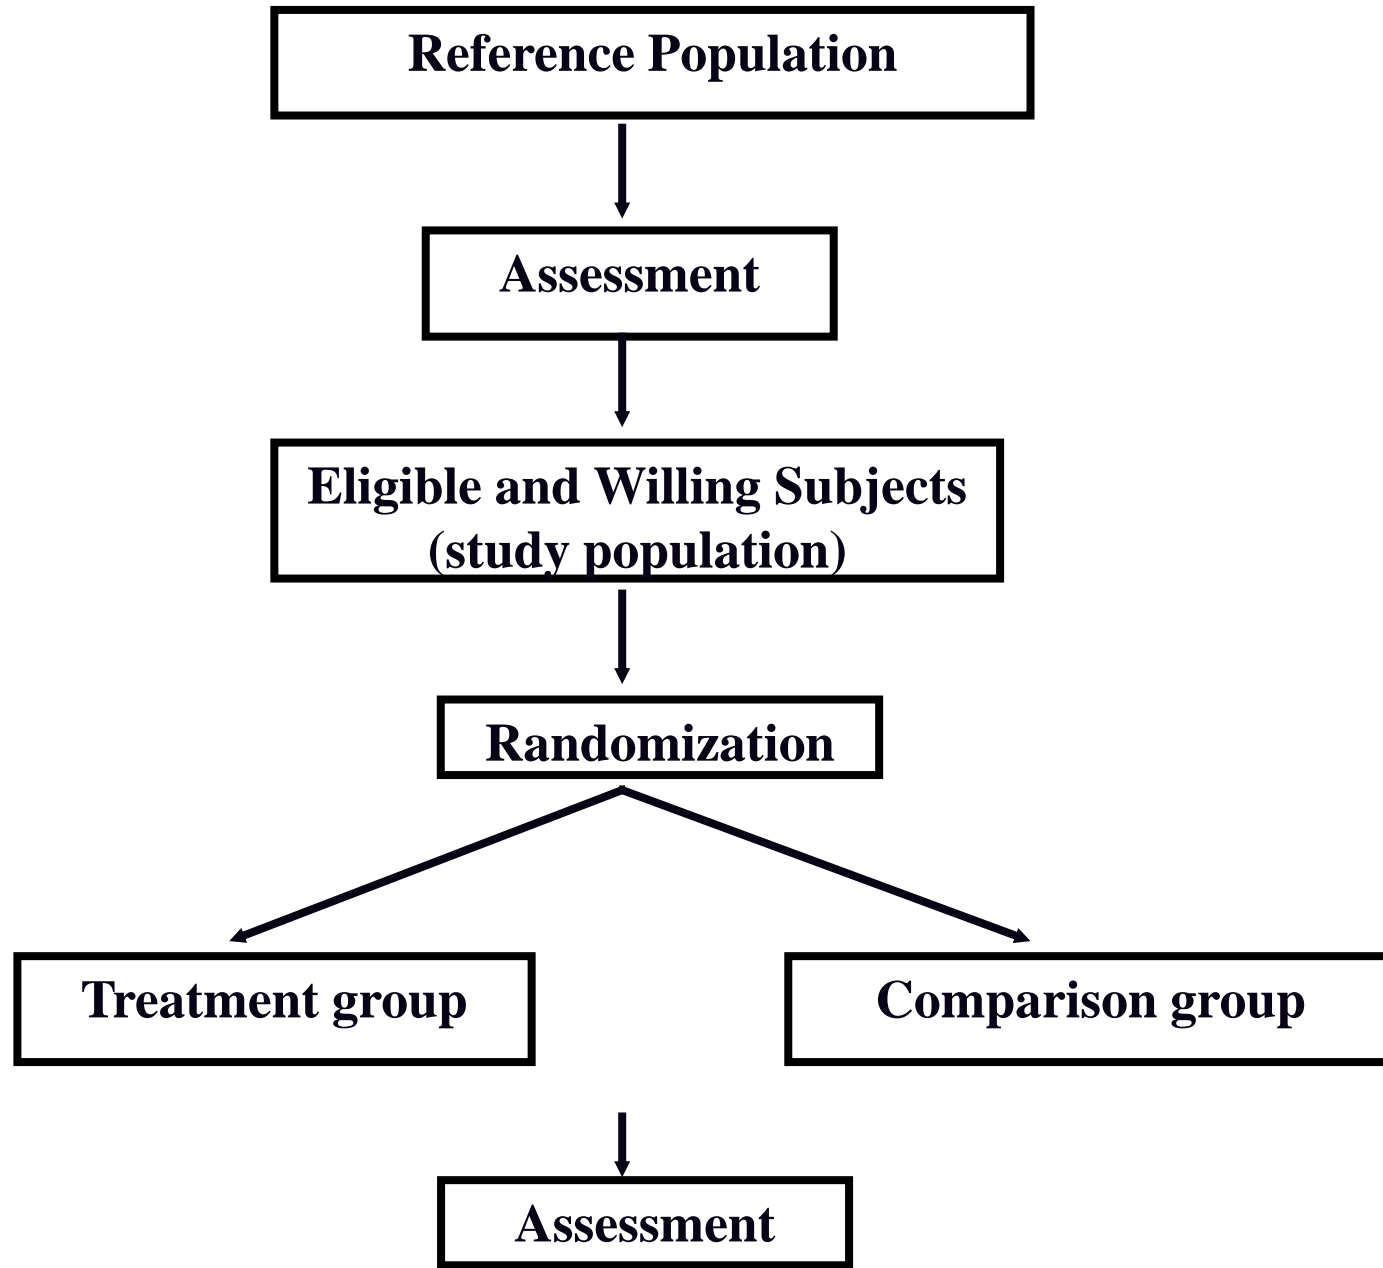 Reference Population
Assessment
Eligible and Willing Subjects
(study population)
Randomization
Treatment group
Comparison group
Assessment